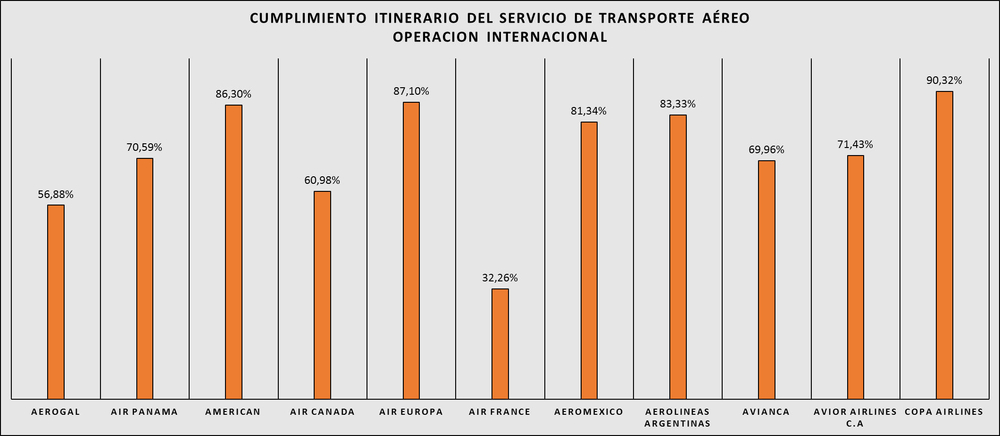 CUMPLIMIENTO ITINERARIO DEL SERVICIO DE TRANSPORTE AÉREO
OPERACION INTERNACIONAL
56,88%
70,59%
86,30%
60,98%
87,10%
32,26%
81,34%
83,33%
69,96%
71,43%
90,32%
AEROGAL
AIR PANAMA
AMERICAN
AIR CANADA
AIR EUROPA
AIR FRANCE
AEROMEXICO
AEROLINEAS
ARGENTINAS
AVIANCA
AVIOR AIRLINES
C.A
COPA AIRLINES